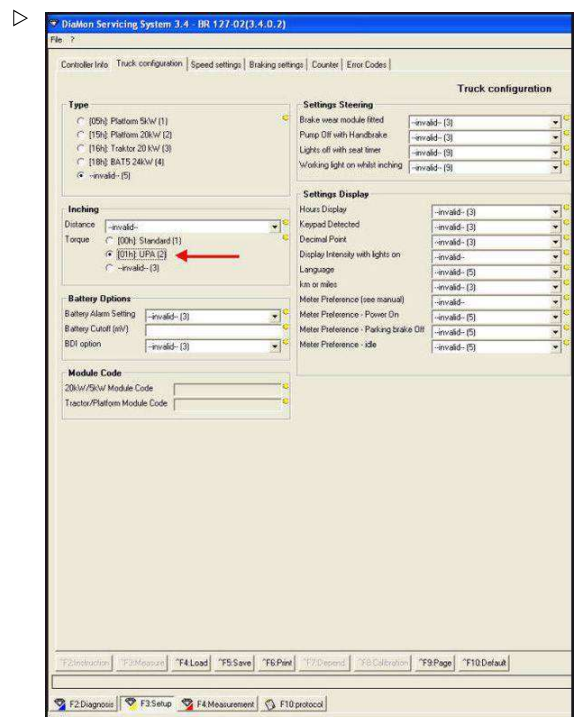 DiaMon Servicing System 3.4 - BR 127-02(3.4.0.2)
File ?
Controller Info Truck configuration Speed settings Braking settings Counter Error Codes
Truck configuration
Type
[05h]: Platform 5kW (1)
[15h]: Platform 20kW (2)
[16h]: Traktor 20 kW (3)
[18h]: BAT5 24kW (4)
--invalid-- (5)
Inching
Distance --invalid--
Torque [00h]: Standard (1)
[01h]: UPA (2)
--invalid-- (3)
Battery Options
Battery Alarm Setting --invalid-- (3)
Battery Cutoff (mV)
BDI option --invalid-- (3)
Module Code
20kW/5kW Module Code
Tractor/Platform Module Code
Settings Steering
Brake wear module fitted --invalid-- (3)
Pump Off with Handbrake --invalid-- (3)
Lights off with seat timer --invalid-- (9)
Working light on whilst inching --invalid-- (9)
Settings Display
Hours Display --invalid-- (3)
Keypad Detected --invalid-- (3)
Decimal Point --invalid-- (3)
Display Intensity with lights on --invalid--
Language --invalid-- (5)
km or miles --invalid-- (3)
Meter Preference (see manual) --invalid--
Meter Preference - Power On --invalid-- (5)
Meter Preference - Parking brake Off --invalid-- (5)
Meter Preference - idle --invalid-- (5)
^F2:Instruction ^F3:Measure ^F4:Load ^F5:Save ^F6:Print ^F7:Depend ^F8:Calibration ^F9:Page ^F10:Default
F2:Diagnosis F3:Setup F4:Measurement F10:protocol